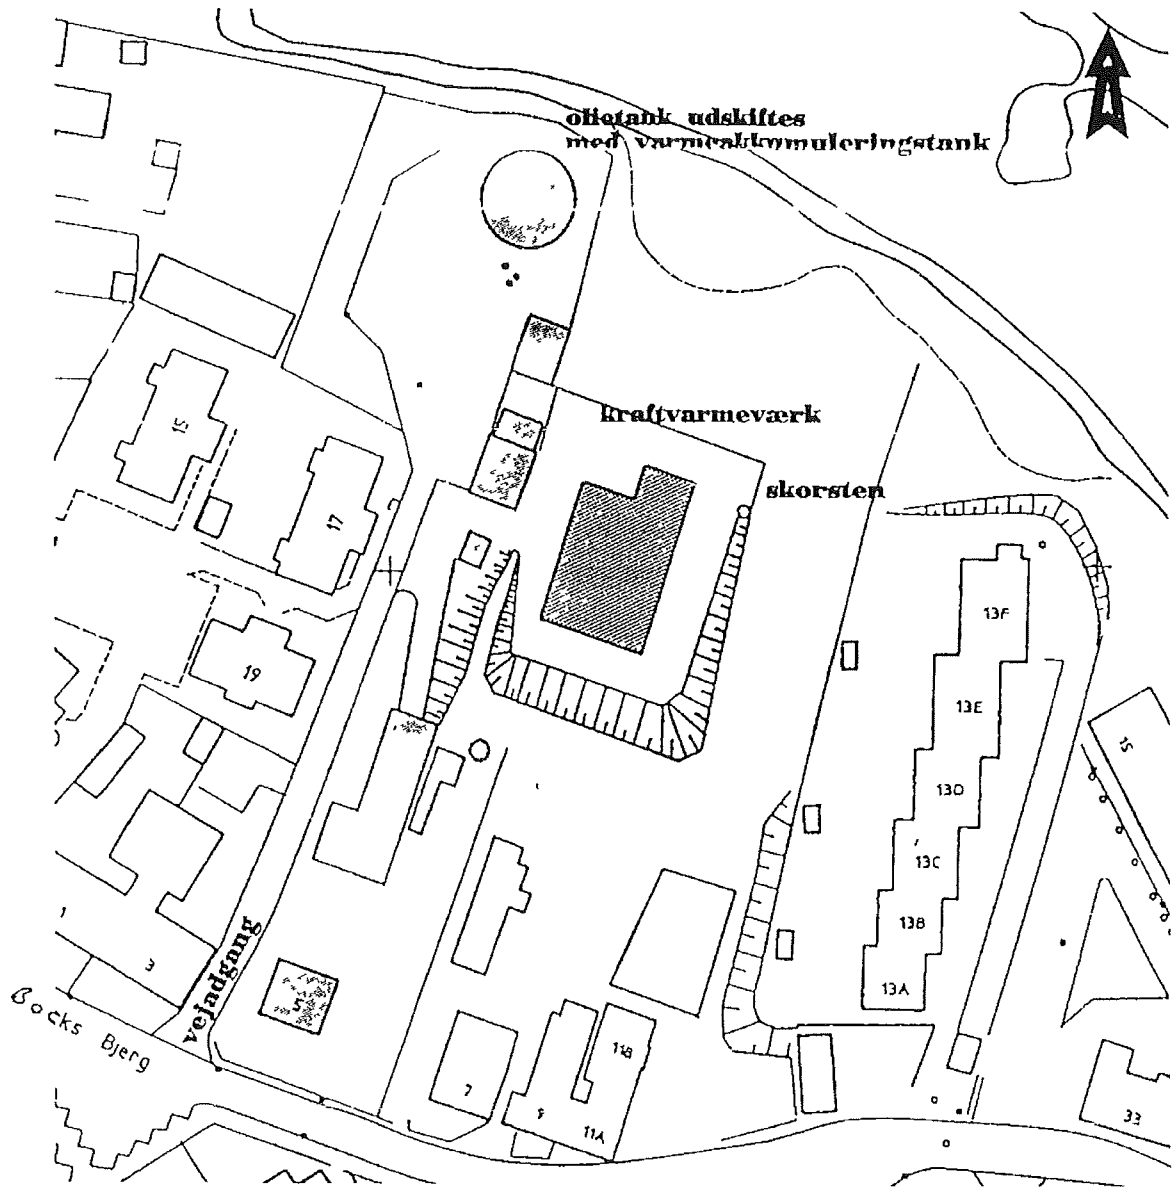 olietank udskiftes
med varmeakkumuleringstank
kraftvarmeværk
skorsten
15
17
13F
19
13E
15
13D
13C
13B
1
3
13A
vejadgang
5
Bocks Bjerg
11B
7
9
11A
33